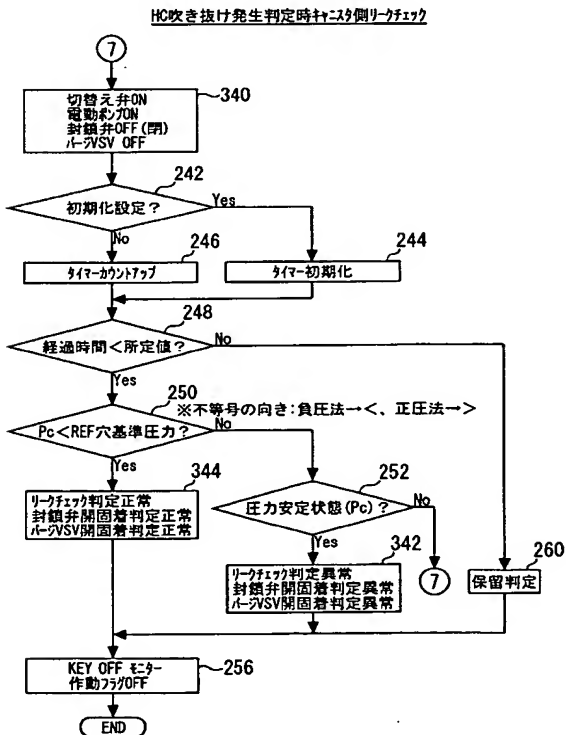 HC吹き抜け発生判定時ｷｬﾆｽﾀ側ﾘｰｸﾁｪｯｸ
7
340
切替え弁ON
電動ﾎﾟﾝﾌﾟON
封鎖弁OFF(閉)
ﾊﾟｰｼﾞVSV OFF
242
初期化設定？
Yes
No
246
244
ﾀｲﾏｰｶｳﾝﾄｱｯﾌﾟ
ﾀｲﾏｰ初期化
248
経過時間＜所定値？
No
Yes
250
※不等号の向き：負圧法→＜、正圧法→＞
Pc＜REF穴基準圧力？
No
Yes
252
344
圧力安定状態(Pc)？
No
Yes
ﾘｰｸﾁｪｯｸ判定正常
封鎖弁開固着判定正常
ﾊﾟｰｼﾞVSV開固着判定正常
342
ﾘｰｸﾁｪｯｸ判定異常
封鎖弁開固着判定異常
ﾊﾟｰｼﾞVSV開固着判定異常
7
260
保留判定
256
KEY OFF ﾓﾆﾀｰ
作動ﾌﾗｸﾞOFF
END